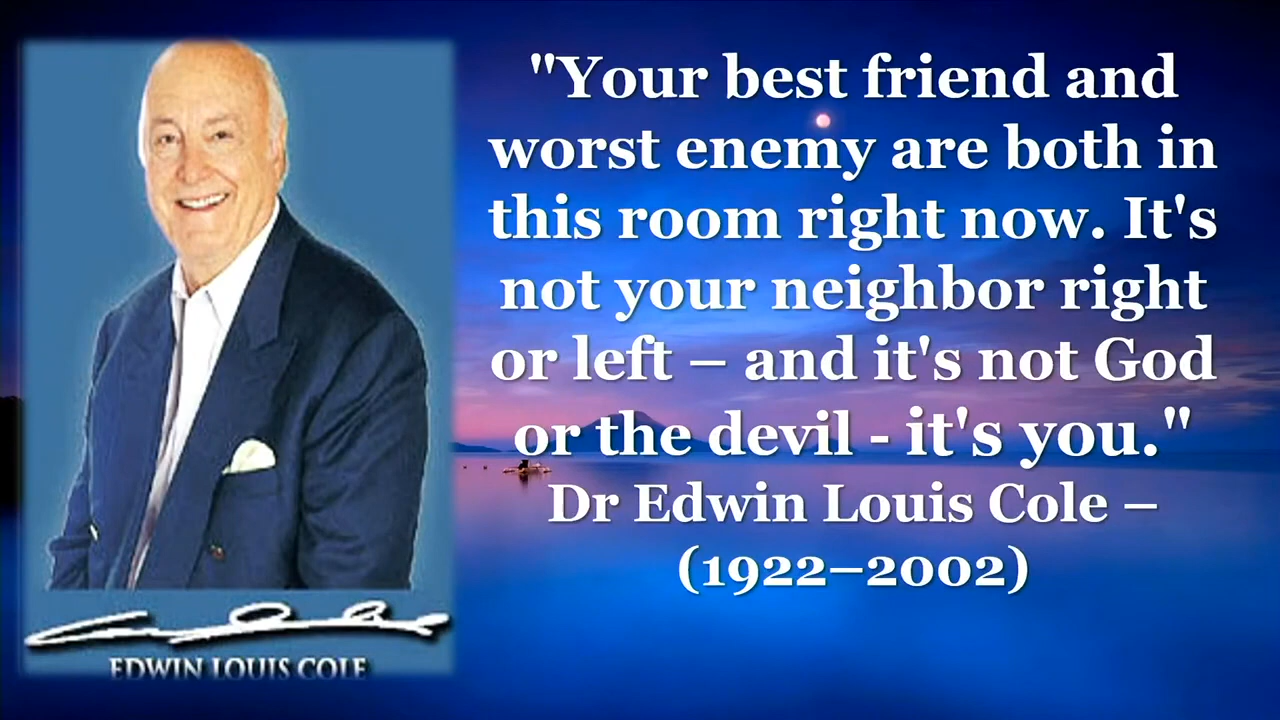 "Your best friend and
worst enemy are both in
this room right now. It's
not your neighbor right
or left – and it's not God
or the devil - it's you."
Dr Edwin Louis Cole –
(1922–2002)
EDWIN LOUIS COLE